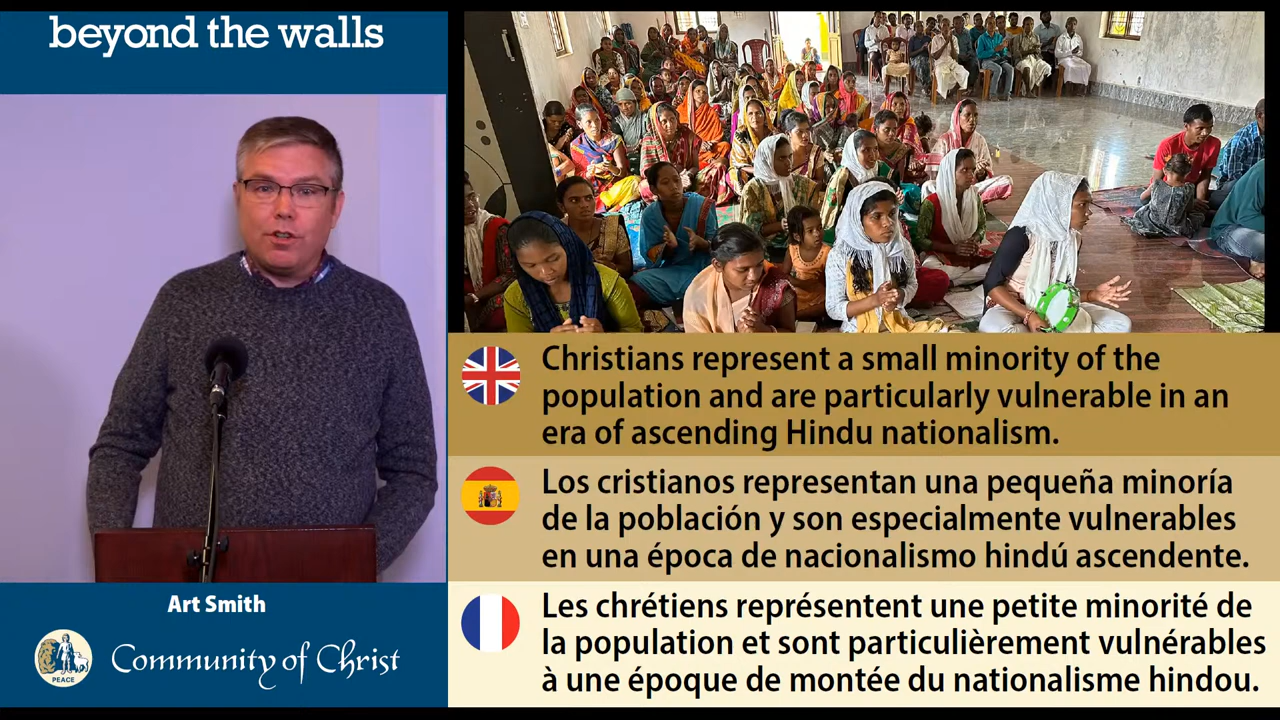 beyond the walls
Art Smith
PEACE
Community of Christ
Christians represent a small minority of the
population and are particularly vulnerable in an
era of ascending Hindu nationalism.
Los cristianos representan una pequeña minoría
de la población y son especialmente vulnerables
en una época de nacionalismo hindú ascendente.
Les chrétiens représentent une petite minorité de
la population et sont particulièrement vulnérables
à une époque de montée du nationalisme hindou.